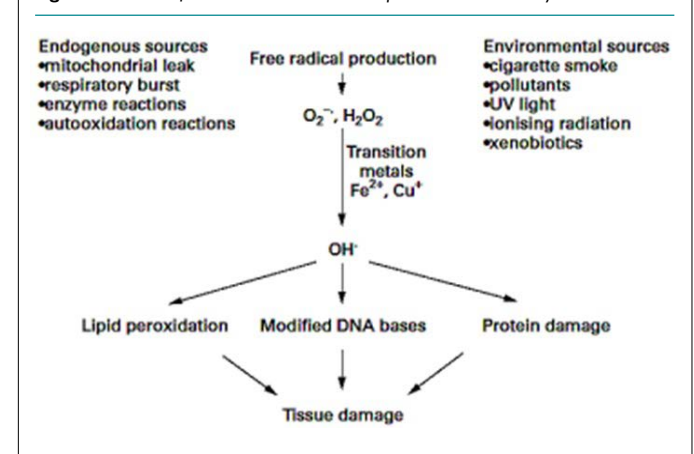 Endogenous sources
•mitochondrial leak
•respiratory burst
•enzyme reactions
•autooxidation reactions
Free radical production
O₂⁻·, H₂O₂
Environmental sources
•cigarette smoke
•pollutants
•UV light
•ionising radiation
•xenobiotics
Transition
metals
Fe²⁺, Cu⁺
OH·
Lipid peroxidation
Modified DNA bases
Protein damage
Tissue damage